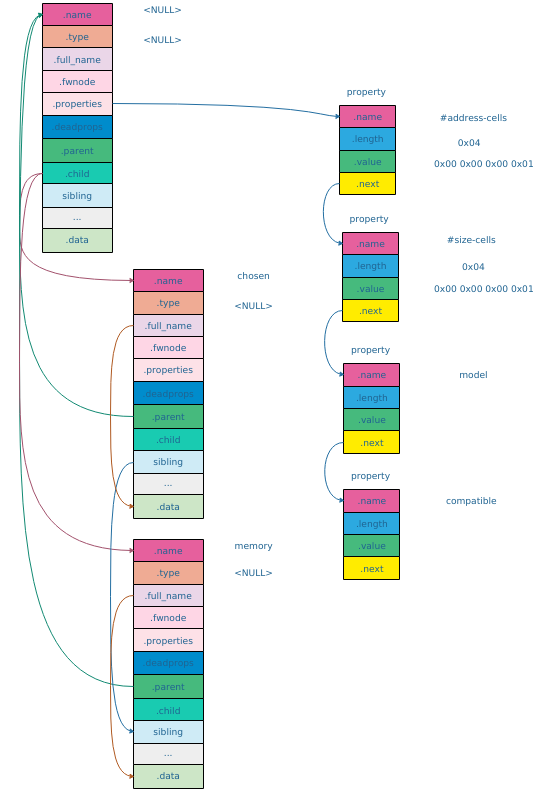 .name
<NULL>
.type
<NULL>
.full_name
.fwnode
.properties
.deadprops
.parent
.child
sibling
...
.data
property
.name
#address-cells
.length
0x04
.value
0x00 0x00 0x00 0x01
.next
property
.name
#size-cells
.length
0x04
.value
0x00 0x00 0x00 0x01
.next
property
.name
model
.length
.value
.next
property
.name
compatible
.length
.value
.next
.name
chosen
.type
<NULL>
.full_name
.fwnode
.properties
.deadprops
.parent
.child
sibling
...
.data
.name
memory
.type
<NULL>
.full_name
.fwnode
.properties
.deadprops
.parent
.child
sibling
...
.data